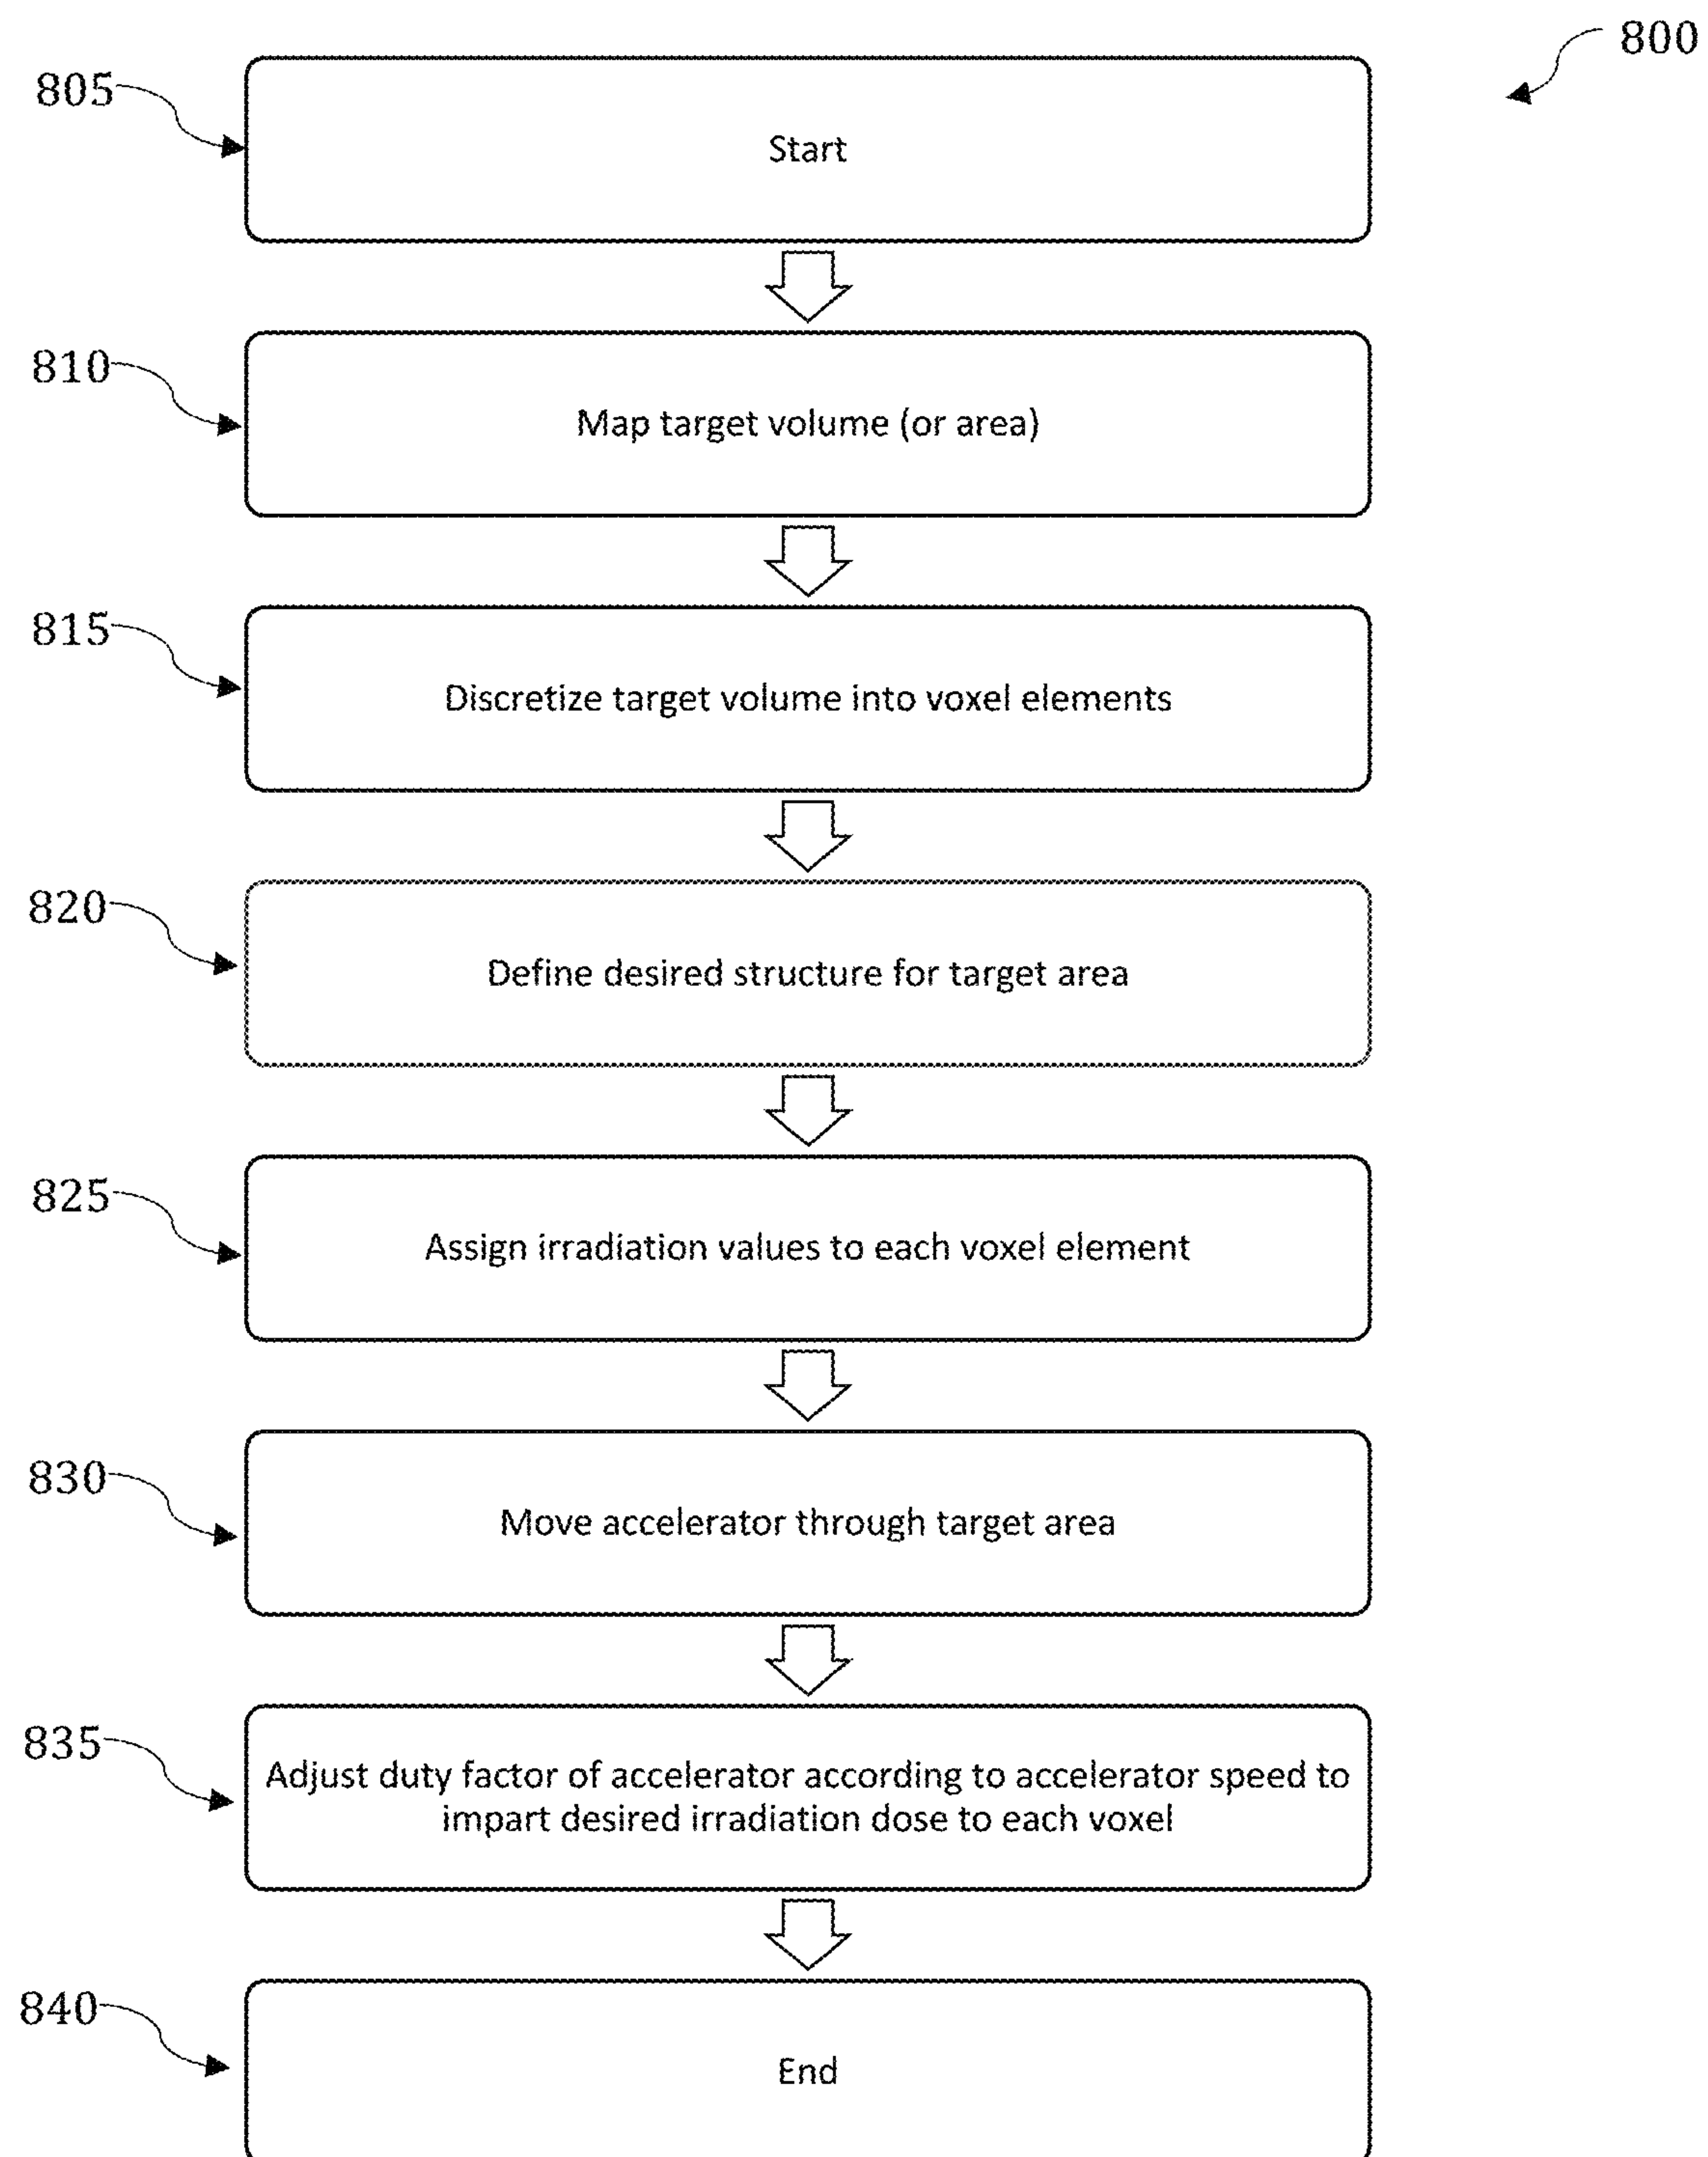 800
805
Start
810
Map target volume (or area)
815
Discretize target volume into voxel elements
820
Define desired structure for target area
825
Assign irradiation values to each voxel element
830
Move accelerator through target area
835
Adjust duty factor of accelerator according to accelerator speed to
impart desired irradiation dose to each voxel
840
End